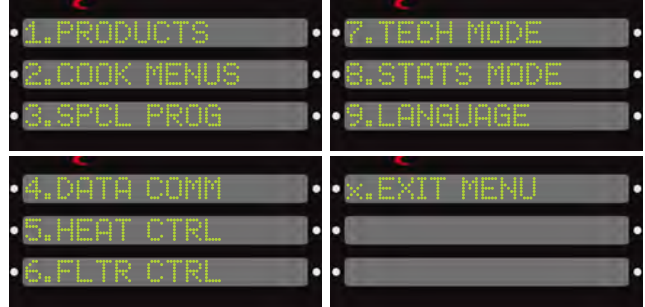 1.PRODUCTS
2.COOK MENUS
3.SPCL PROG
4.DATA COMM
5.HEAT CTRL
6.FLTR CTRL
7.TECH MODE
8.STATS MODE
9.LANGUAGE
x.EXIT MENU